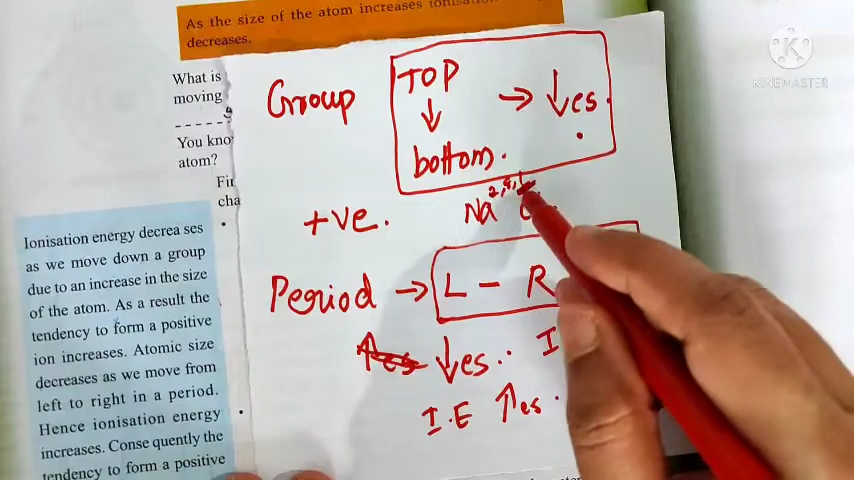 As the size of the atom increases
decreases.
What is
moving
You kno
atom?
Fir
cha
KINEMASTER
Group
TOP
↓
bottom.
→ ↓es.
+ve.
Na 2,8,1
Period → L - R
↑es ↓es..
I.E ↑es.
Ionisation energy decrea ses
as we move down a group
due to an increase in the size
of the atom. As a result the
tendency to form a positive
ion increases. Atomic size
decreases as we move from
left to right in a period.
Hence ionisation energy
increases. Conse quently the
tendency to form a positive